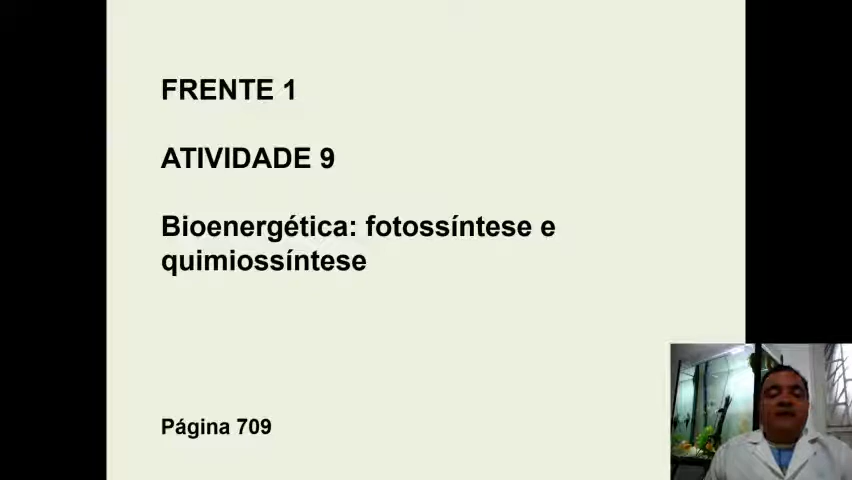 FRENTE 1
ATIVIDADE 9
Bioenergética: fotossíntese e
quimiossíntese
Página 709